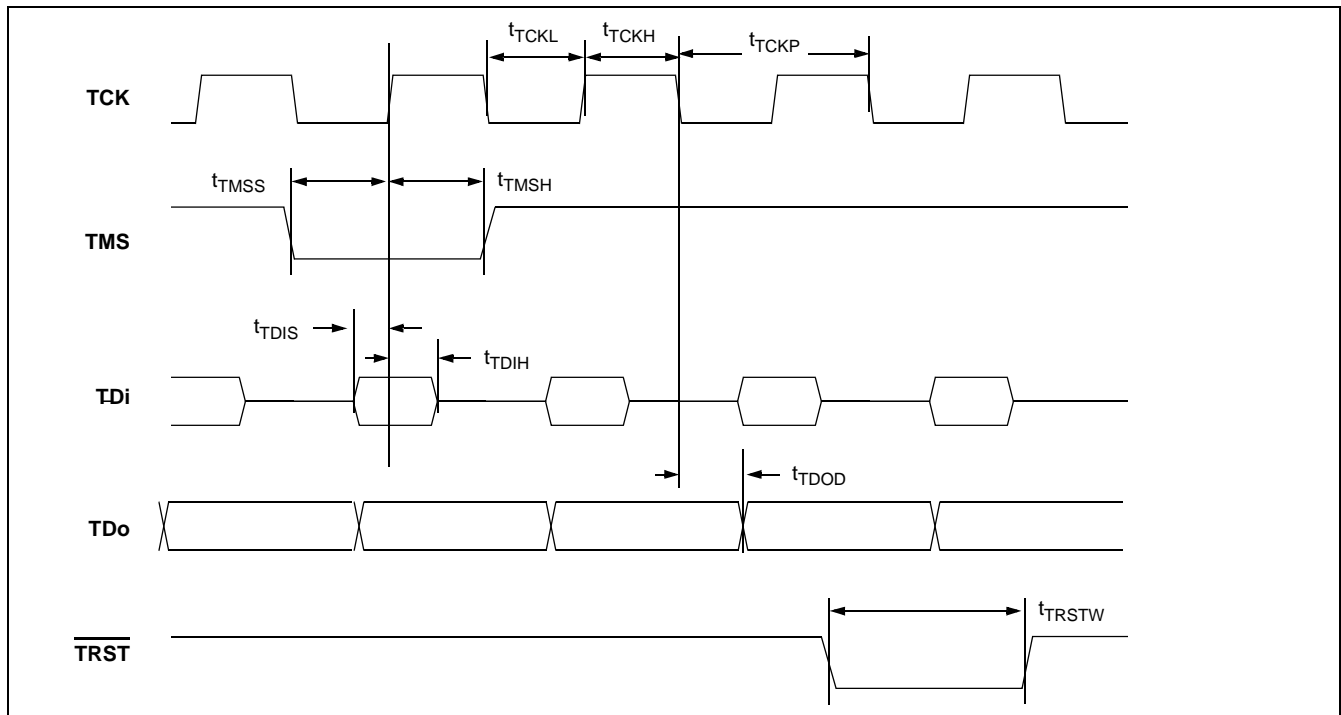 tTCKL tTCKH tTCKP
TCK
tTMSS tTMSH
TMS
tTDIS
tTDIH
TDi
tTDOD
TDo
tTRSTW
TRST